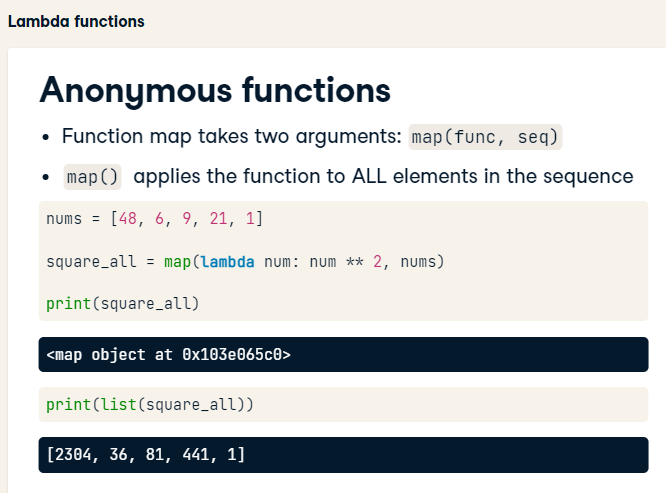 Lambda functions
Anonymous functions
• Function map takes two arguments: map(func, seq)
• map() applies the function to ALL elements in the sequence
nums = [48, 6, 9, 21, 1]
square_all = map(lambda num: num ** 2, nums)
print(square_all)
<map object at 0x103e065c0>
print(list(square_all))
[2304, 36, 81, 441, 1]